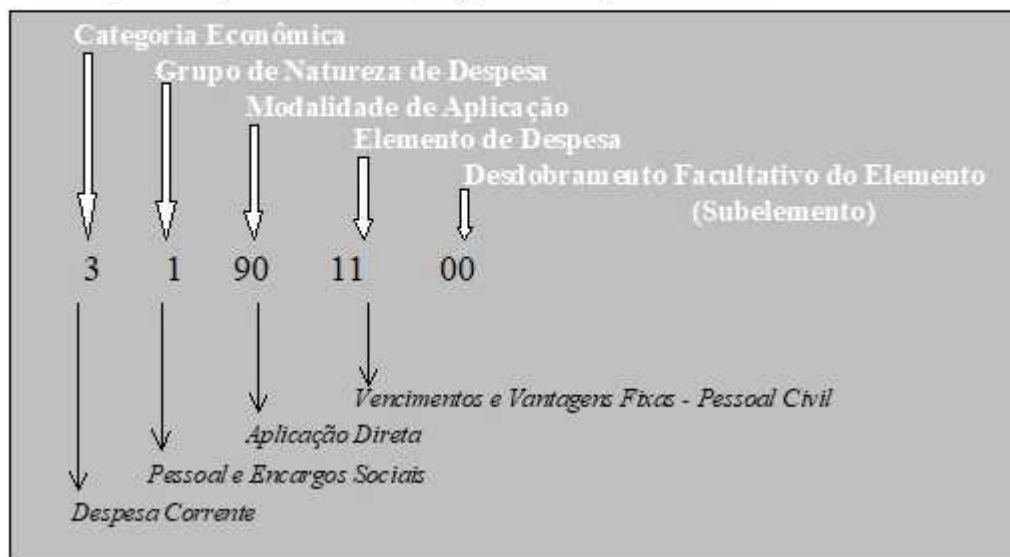 Categoria Econômica
Grupo de Natureza de Despesa
Modalidade de Aplicação
Elemento de Despesa
Desdobramento Facultativo do Elemento
(Subelemento)
3 1 90 11 00
Vencimentos e Vantagens Fixas - Pessoal Civil
Aplicação Direta
Pessoal e Encargos Sociais
Despesa Corrente